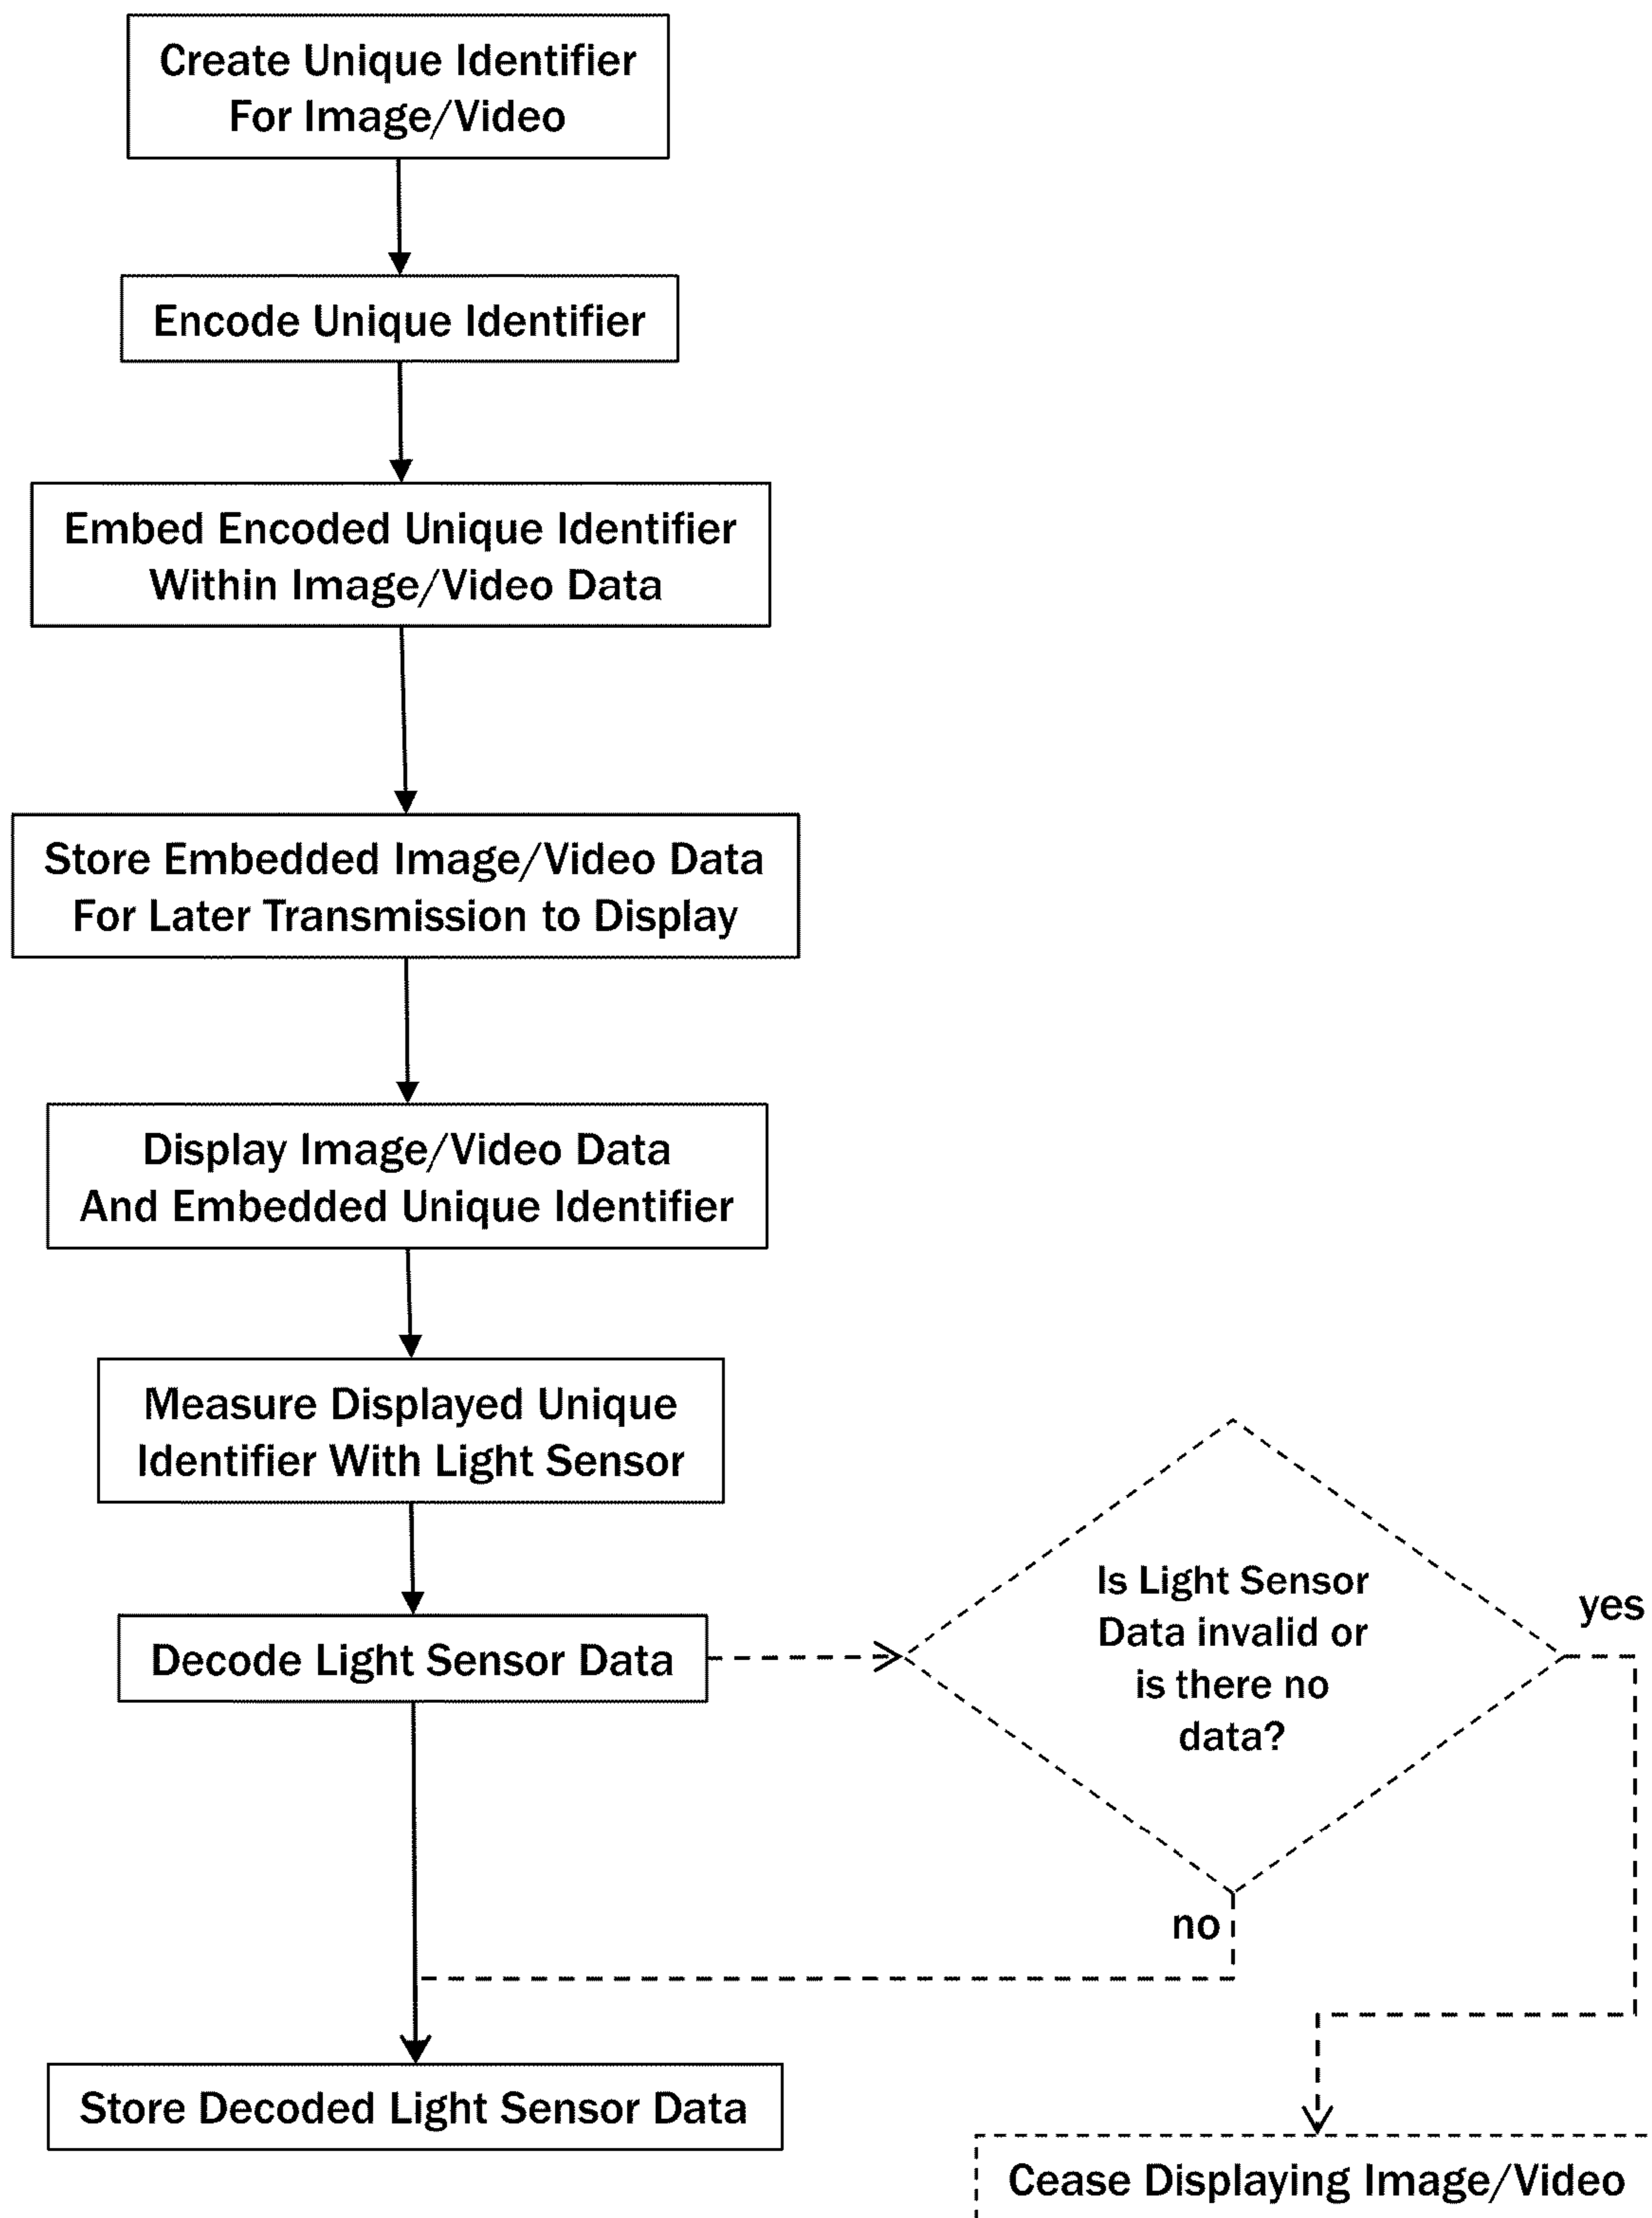 Create Unique Identifier
For Image/Video
Encode Unique Identifier
Embed Encoded Unique Identifier
Within Image/Video Data
Store Embedded Image/Video Data
For Later Transmission to Display
Display Image/Video Data
And Embedded Unique Identifier
Measure Displayed Unique
Identifier With Light Sensor
Decode Light Sensor Data
Is Light Sensor
Data invalid or
is there no
data?
yes
no
Store Decoded Light Sensor Data
Cease Displaying Image/Video